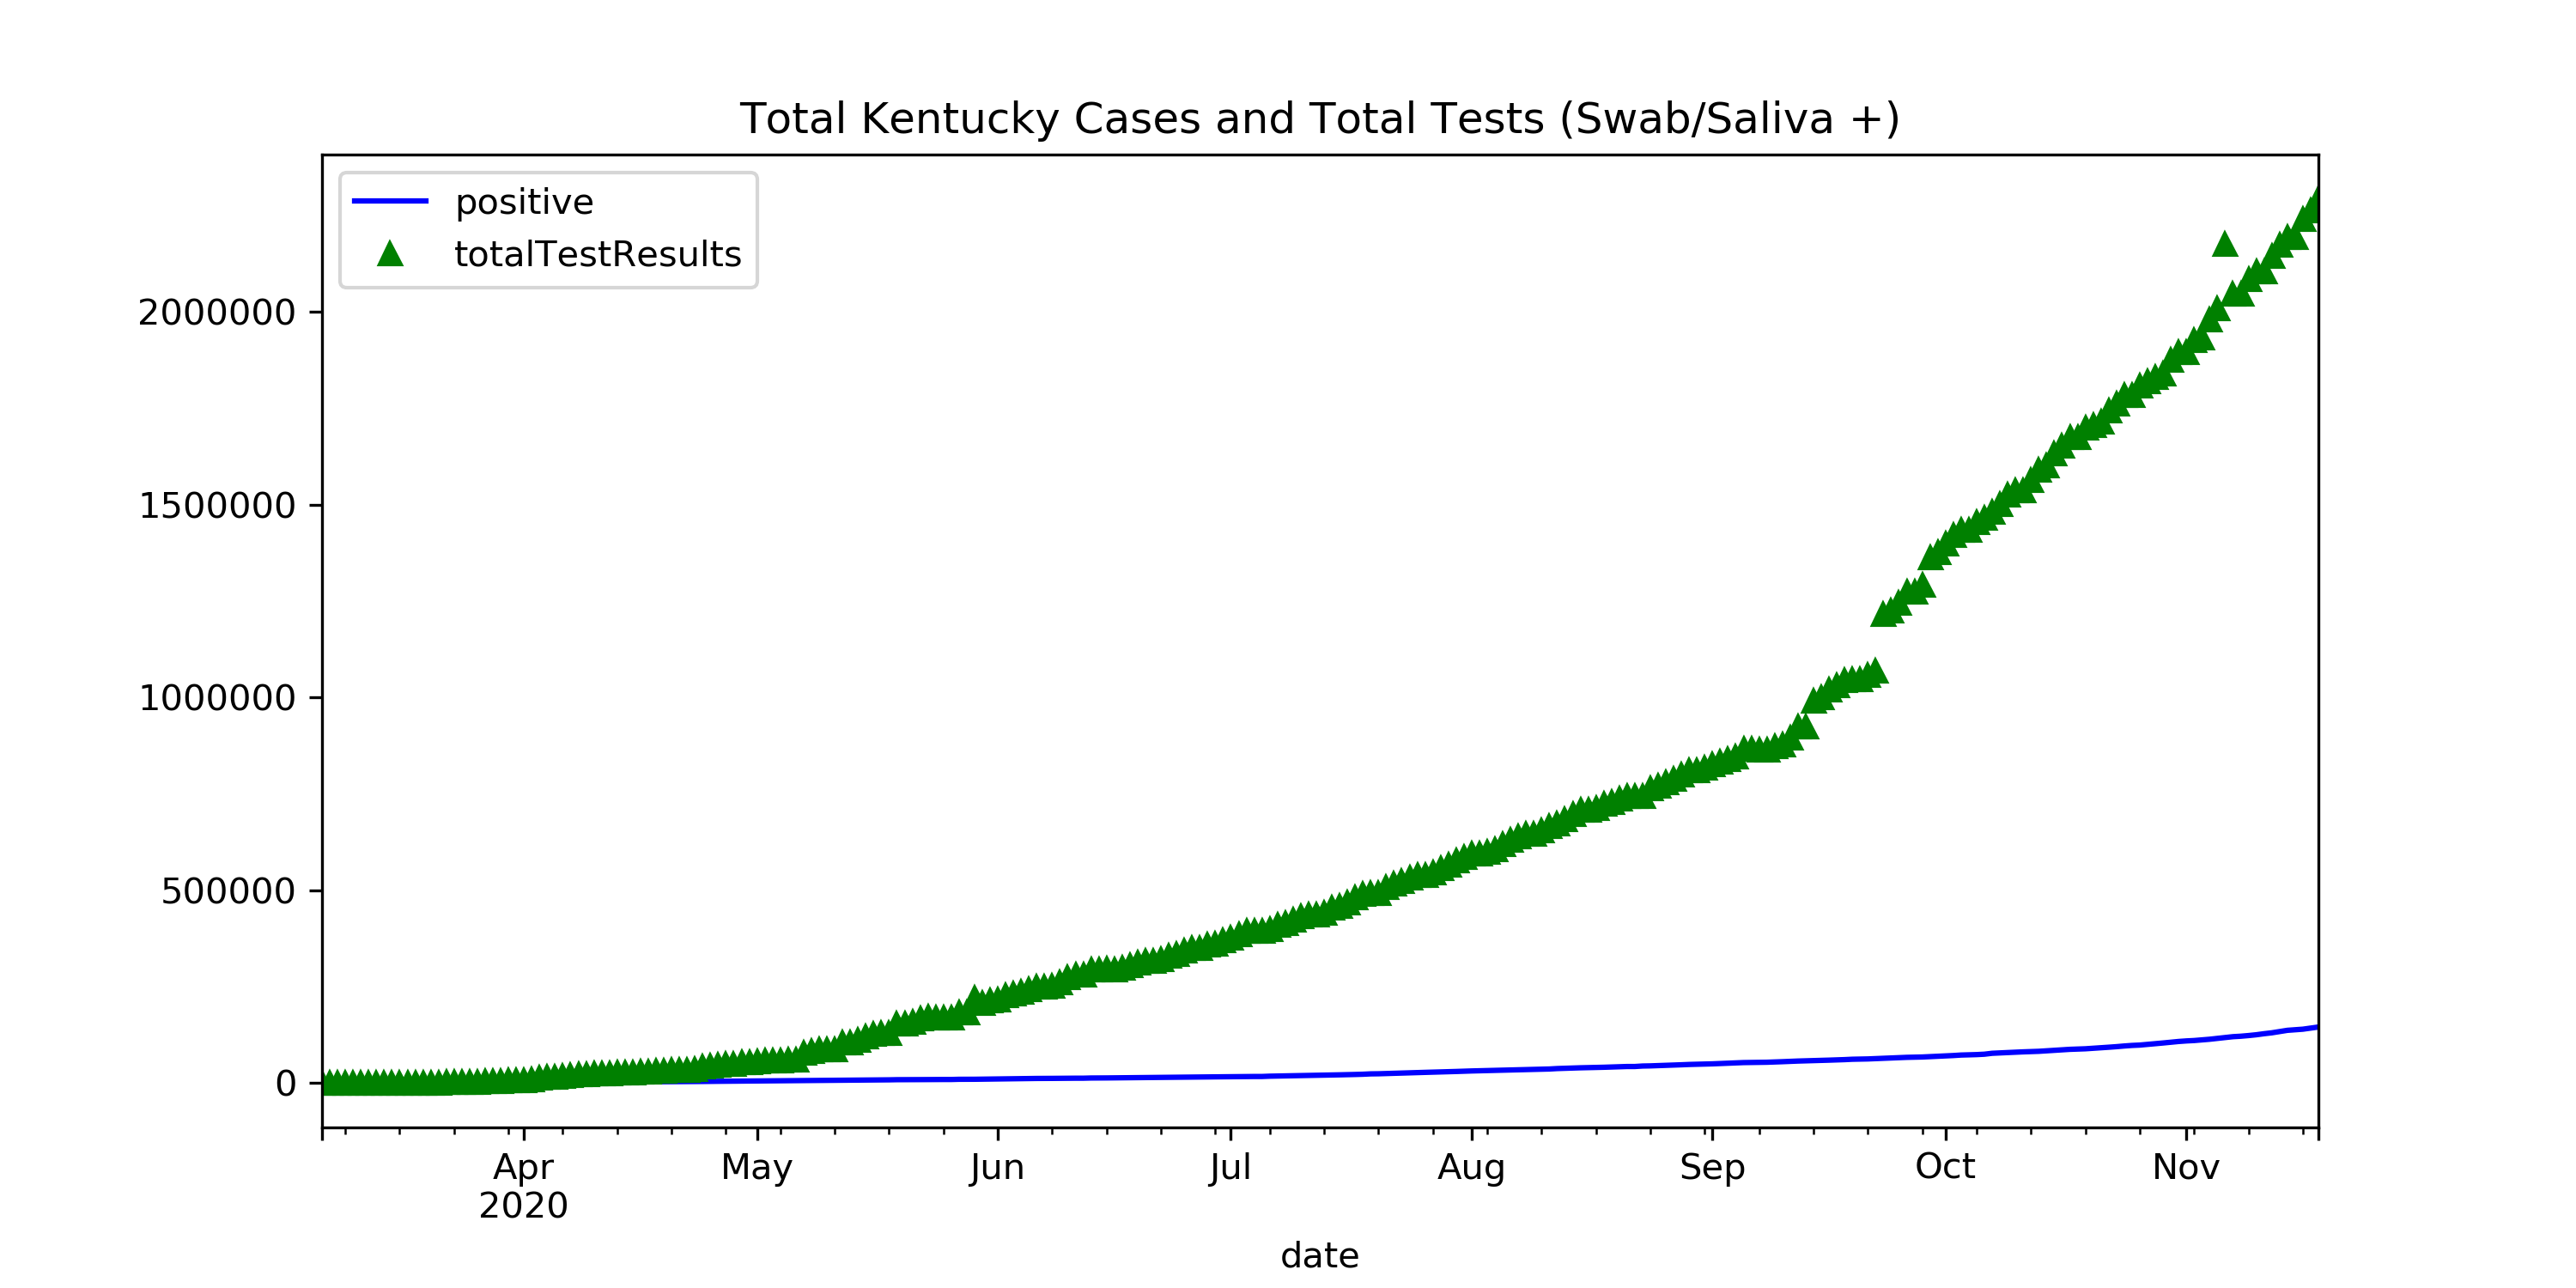 Total Kentucky Cases and Total Tests (Swab/Saliva +)
positive
totalTestResults
2000000
1500000
1000000
500000
0
Apr May Jun Jul Aug Sep Oct Nov
2020
date